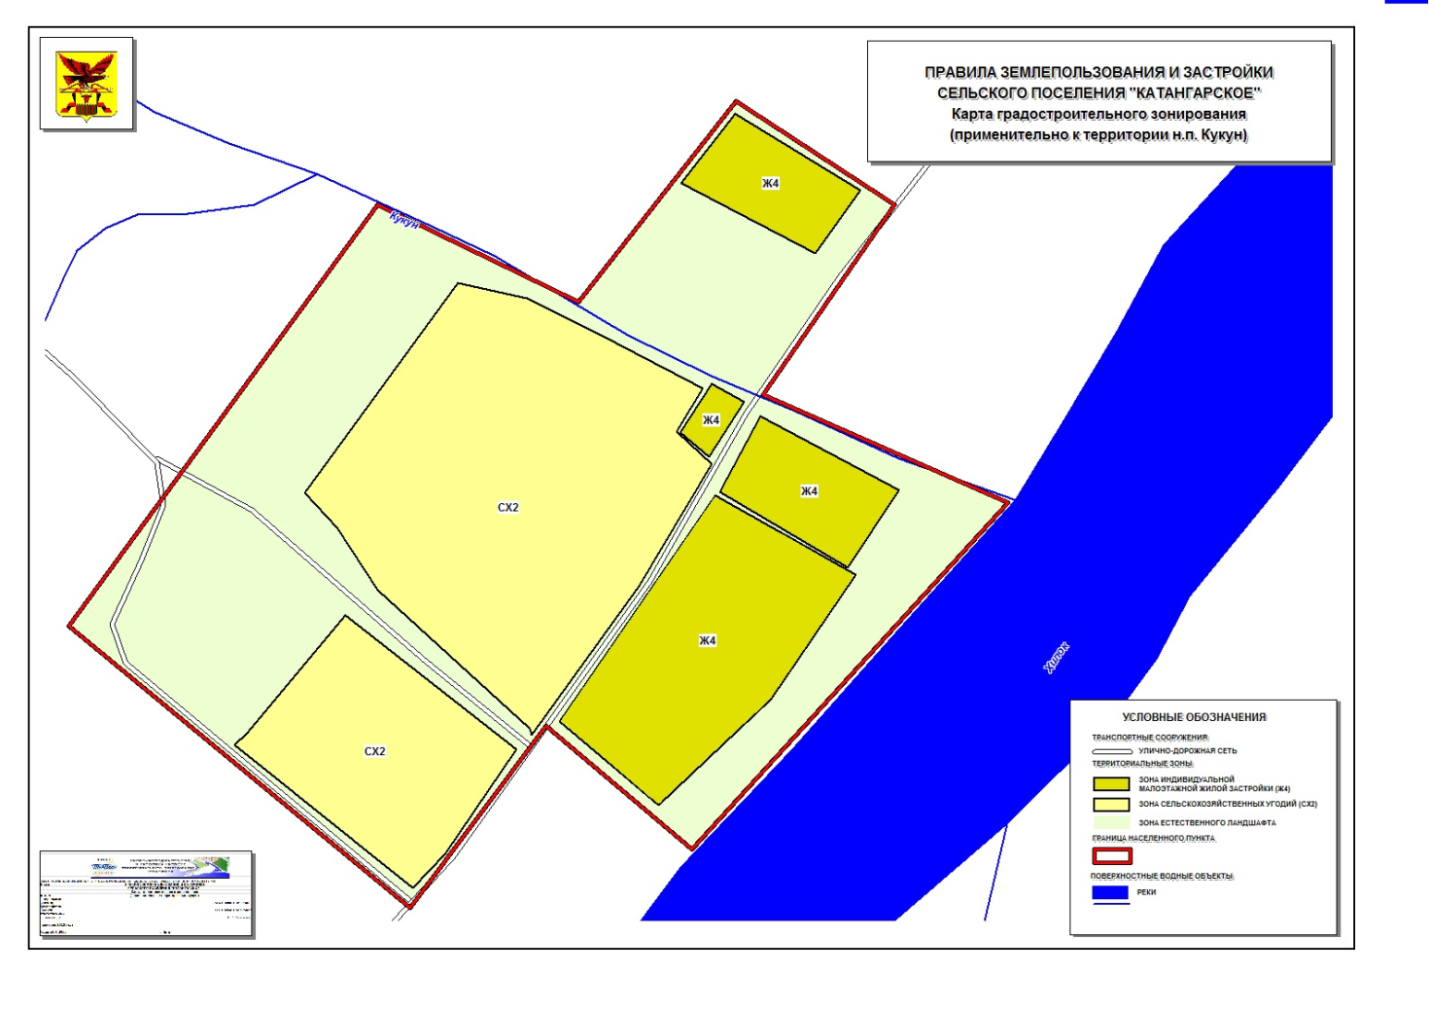 ПРАВИЛА ЗЕМЛЕПОЛЬЗОВАНИЯ И ЗАСТРОЙКИ
СЕЛЬСКОГО ПОСЕЛЕНИЯ "КАТАНГАРСКОЕ"
Карта градостроительного зонирования
(применительно к территории н.п. Кукун)
Ж4
Кукун
Ж4
Ж4
СХ2
Ж4
Хилок
СХ2
УСЛОВНЫЕ ОБОЗНАЧЕНИЯ
ТРАНСПОРТНЫЕ СООРУЖЕНИЯ:
УЛИЧНО-ДОРОЖНАЯ СЕТЬ
ТЕРРИТОРИАЛЬНЫЕ ЗОНЫ:
ЗОНА ИНДИВИДУАЛЬНОЙ
МАЛОЭТАЖНОЙ ЖИЛОЙ ЗАСТРОЙКИ (Ж4)
ЗОНА СЕЛЬСКОХОЗЯЙСТВЕННЫХ УГОДИЙ (СХ2)
ЗОНА ЕСТЕСТВЕННОГО ЛАНДШАФТА
ГРАНИЦА НАСЕЛЕННОГО ПУНКТА
ПОВЕРХНОСТНЫЕ ВОДНЫЕ ОБЪЕКТЫ:
РЕКИ